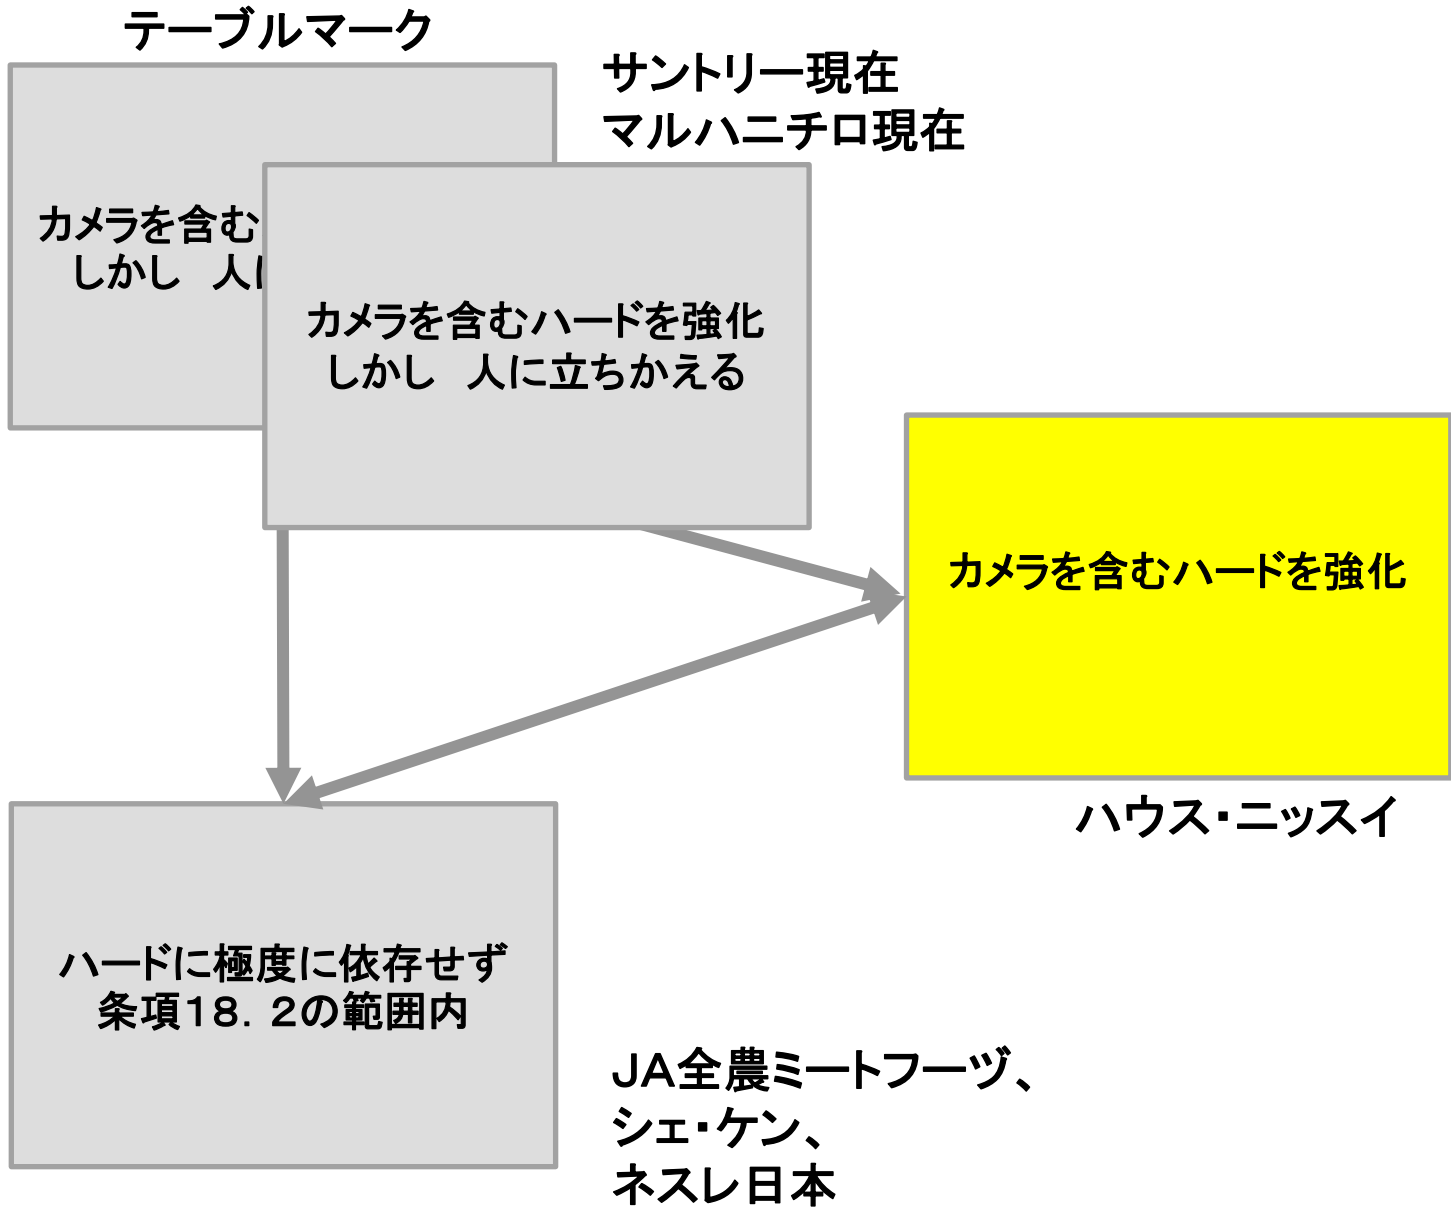 テーブルマーク
サントリー現在
マルハニチロ現在
カメラを含む
しかし　人に
カメラを含むハードを強化
しかし　人に立ちかえる
カメラを含むハードを強化
ハウス・ニッスイ
ハードに極度に依存せず
条項１８．２の範囲内
ＪＡ全農ミートフーヅ、
シェ・ケン、
ネスレ日本